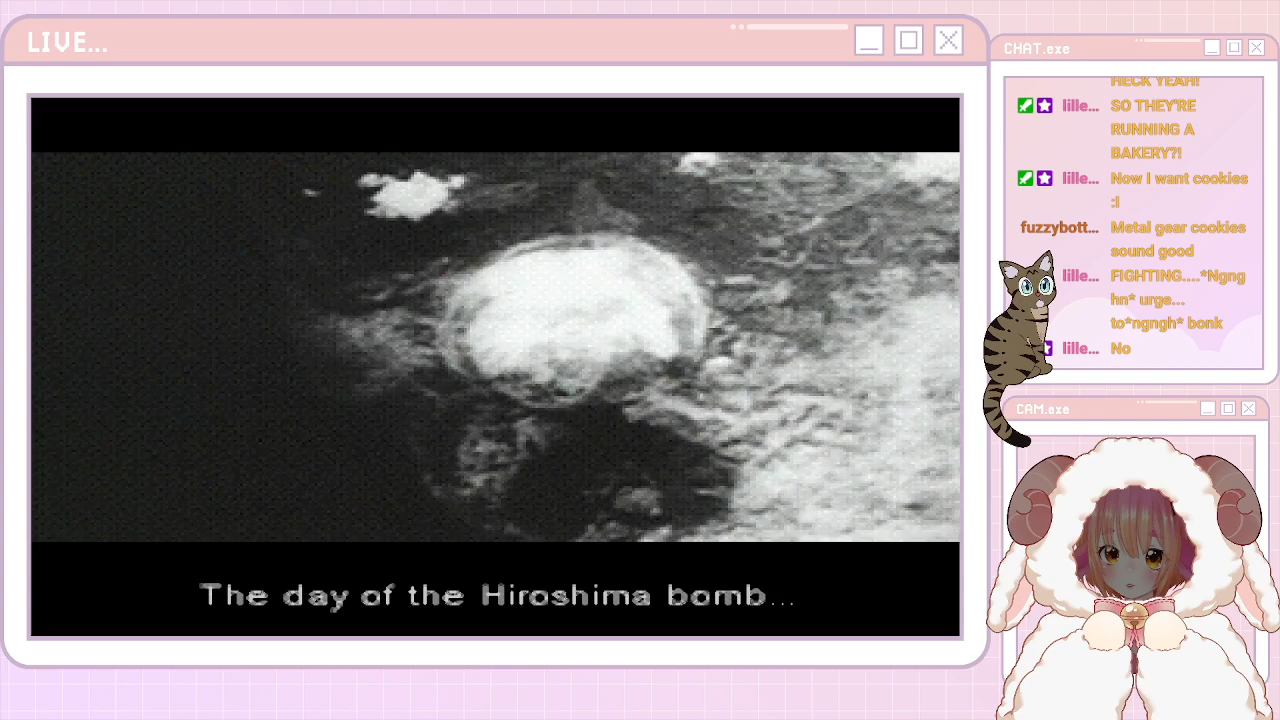 LIVE...
The day of the Hiroshima bomb...
CHAT.exe
HECK YEAH!
lille... SO THEY'RE
RUNNING A
BAKERY?!
lille... Now I want cookies
:I
fuzzybott... Metal gear cookies
sound good
lille... FIGHTING....*Ngng
hn* urge...
to*ngngh* bonk
lille... No
CAM.exe